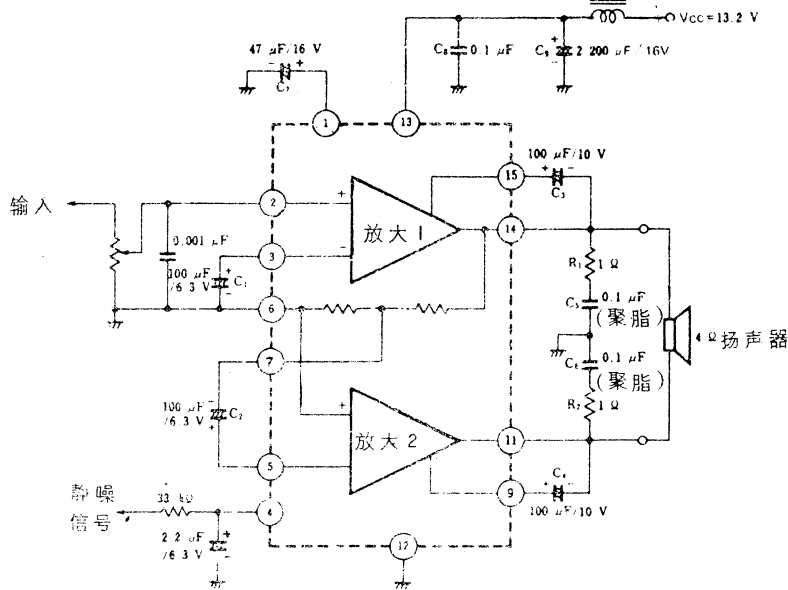 Vcc=13.2 V
47 μF/16 V
C₈
0.1 μF
C₉
2 200 μF/16V
C₇
1
13
100 μF/10 V
15
C₃
输入
2
放大1
14
0.001 μF
3
100 μF
/6.3 V
C₁
R₁
1 Ω
6
C₅
0.1 μF
(聚脂)
4 Ω 扬声器
7
C₆
0.1 μF
(聚脂)
100 μF
/6.3 V
C₂
R₂
1 Ω
放大2
11
5
静噪
信号
33 kΩ
4
9
C₄
100 μF/10 V
2.2 μF
/6.3 V
12